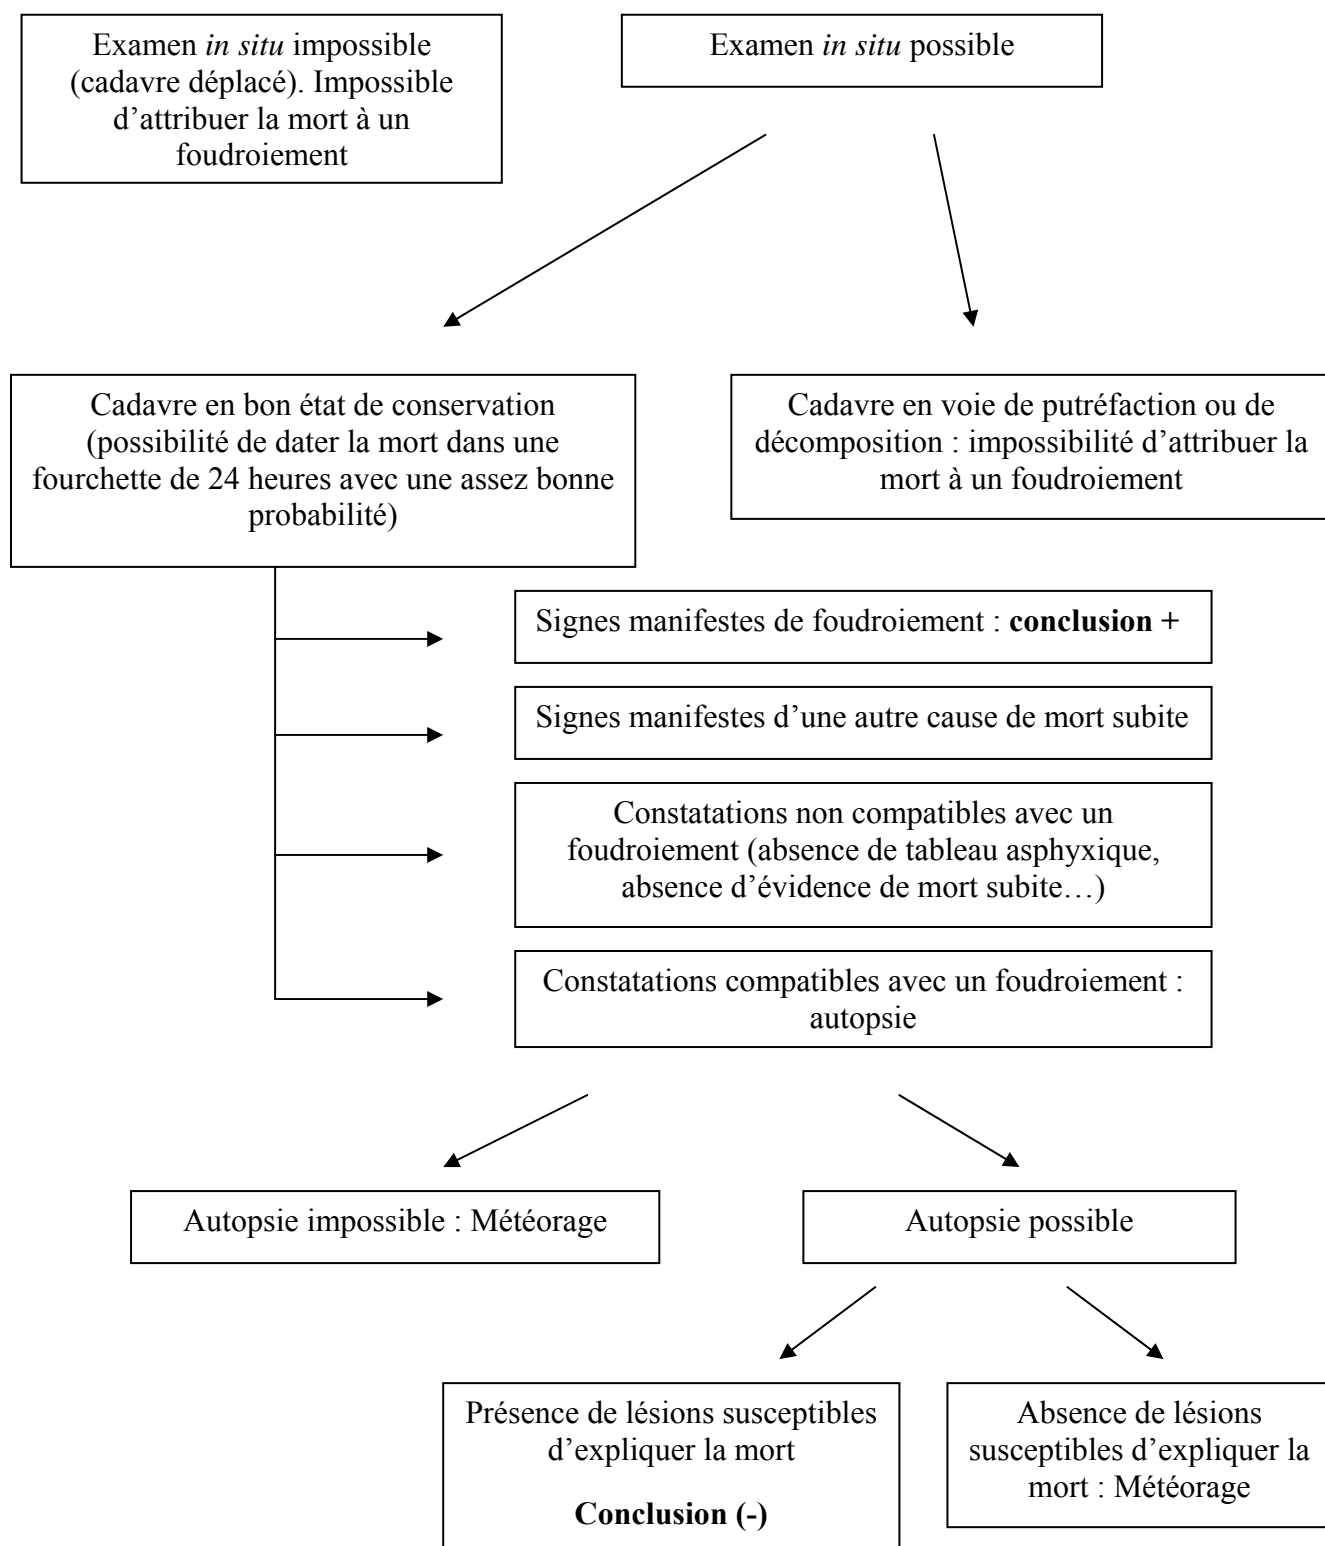 Examen in situ impossible
(cadavre déplacé). Impossible
d’attribuer la mort à un
foudroiement
Examen in situ possible
Cadavre en bon état de conservation
(possibilité de dater la mort dans une
fourchette de 24 heures avec une assez bonne
probabilité)
Cadavre en voie de putréfaction ou de
décomposition : impossibilité d’attribuer la
mort à un foudroiement
Signes manifestes de foudroiement : conclusion +
Signes manifestes d’une autre cause de mort subite
Constatations non compatibles avec un
foudroiement (absence de tableau asphyxique,
absence d’évidence de mort subite…)
Constatations compatibles avec un foudroiement :
autopsie
Autopsie impossible : Météorage
Autopsie possible
Présence de lésions susceptibles
d’expliquer la mort
Conclusion (-)
Absence de lésions
susceptibles d’expliquer la
mort : Météorage